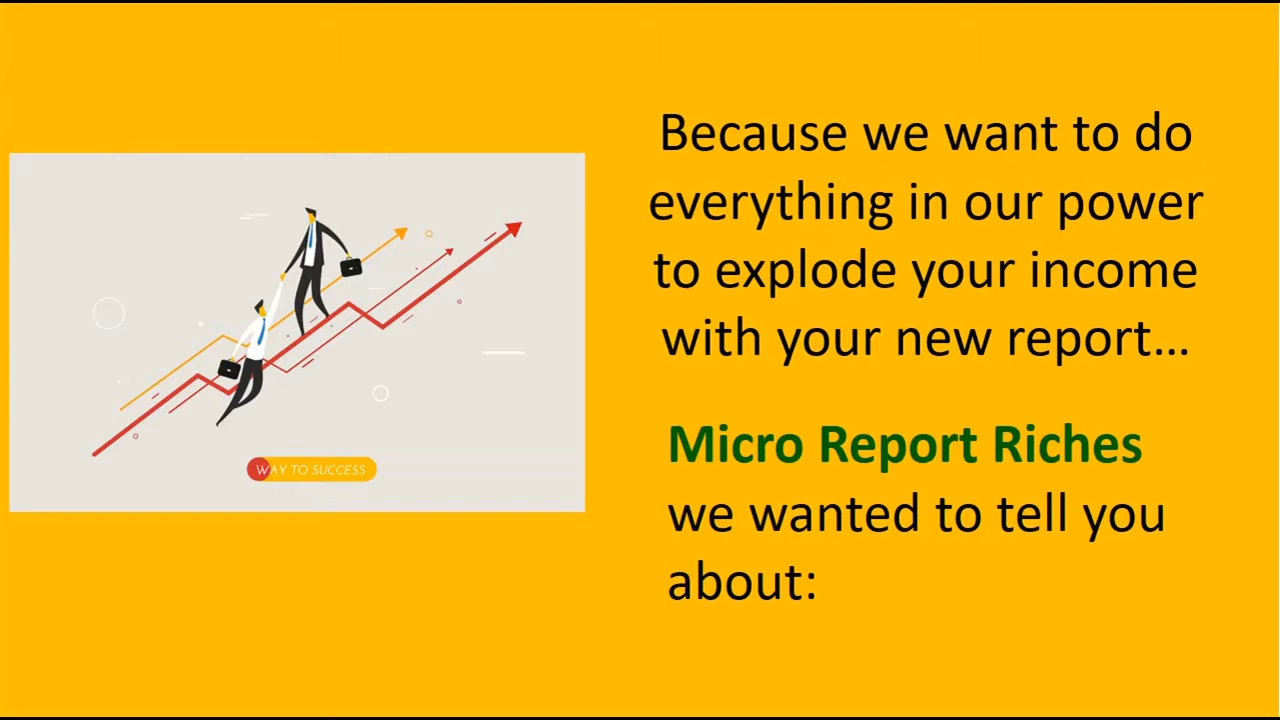 Because we want to do
everything in our power
to explode your income
with your new report...
Micro Report Riches
we wanted to tell you
about:
WAY TO SUCCESS